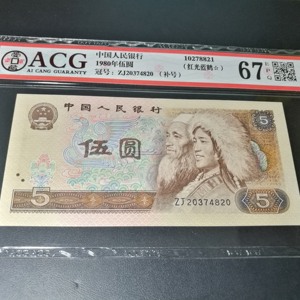 ACG
AI CANG GUARANTY
中国人民银行
1980年伍圆
冠号：ZJ20374820（补号）
10278821
（红光蓝鹤☆）
67 EPQ
中国人民银行
伍圆
5
5
ZJ20374820